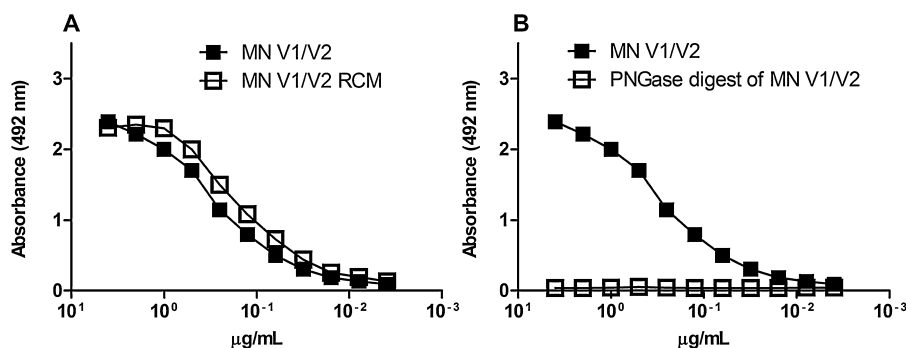 A
MN V1/V2
MN V1/V2 RCM
Absorbance (492 nm)
3
2
1
0
10¹ 10⁰ 10⁻¹ 10⁻² 10⁻³
µg/mL
B
MN V1/V2
PNGase digest of MN V1/V2
Absorbance (492 nm)
3
2
1
0
10¹ 10⁰ 10⁻¹ 10⁻² 10⁻³
µg/mL